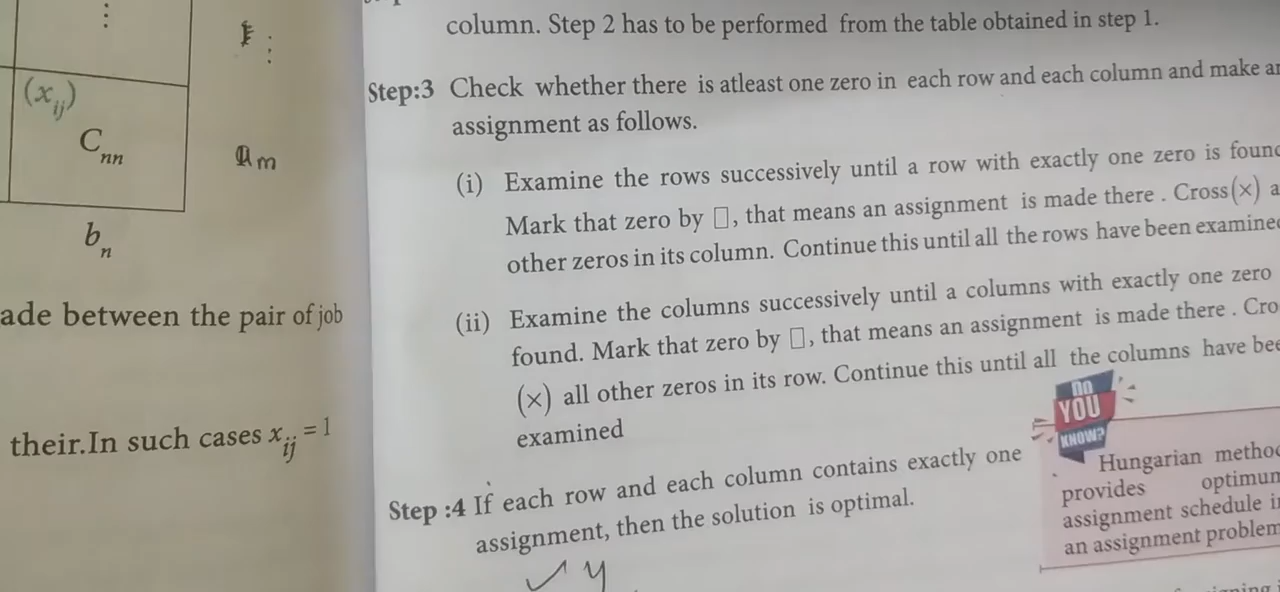 ⋮
(x_ij)
C_nn
b_n
⋮
a_m
ade between the pair of job
their.In such cases x_ij = 1
column. Step 2 has to be performed from the table obtained in step 1.
Step:3 Check whether there is atleast one zero in each row and each column and make an
assignment as follows.
(i) Examine the rows successively until a row with exactly one zero is found
Mark that zero by □, that means an assignment is made there . Cross(×) a
other zeros in its column. Continue this until all the rows have been examined
(ii) Examine the columns successively until a columns with exactly one zero
found. Mark that zero by □, that means an assignment is made there . Cro
(×) all other zeros in its row. Continue this until all the columns have bee
examined
Step :4 If each row and each column contains exactly one
assignment, then the solution is optimal.
DO
YOU
KNOW?
Hungarian method
provides optimum
assignment schedule in
an assignment problem